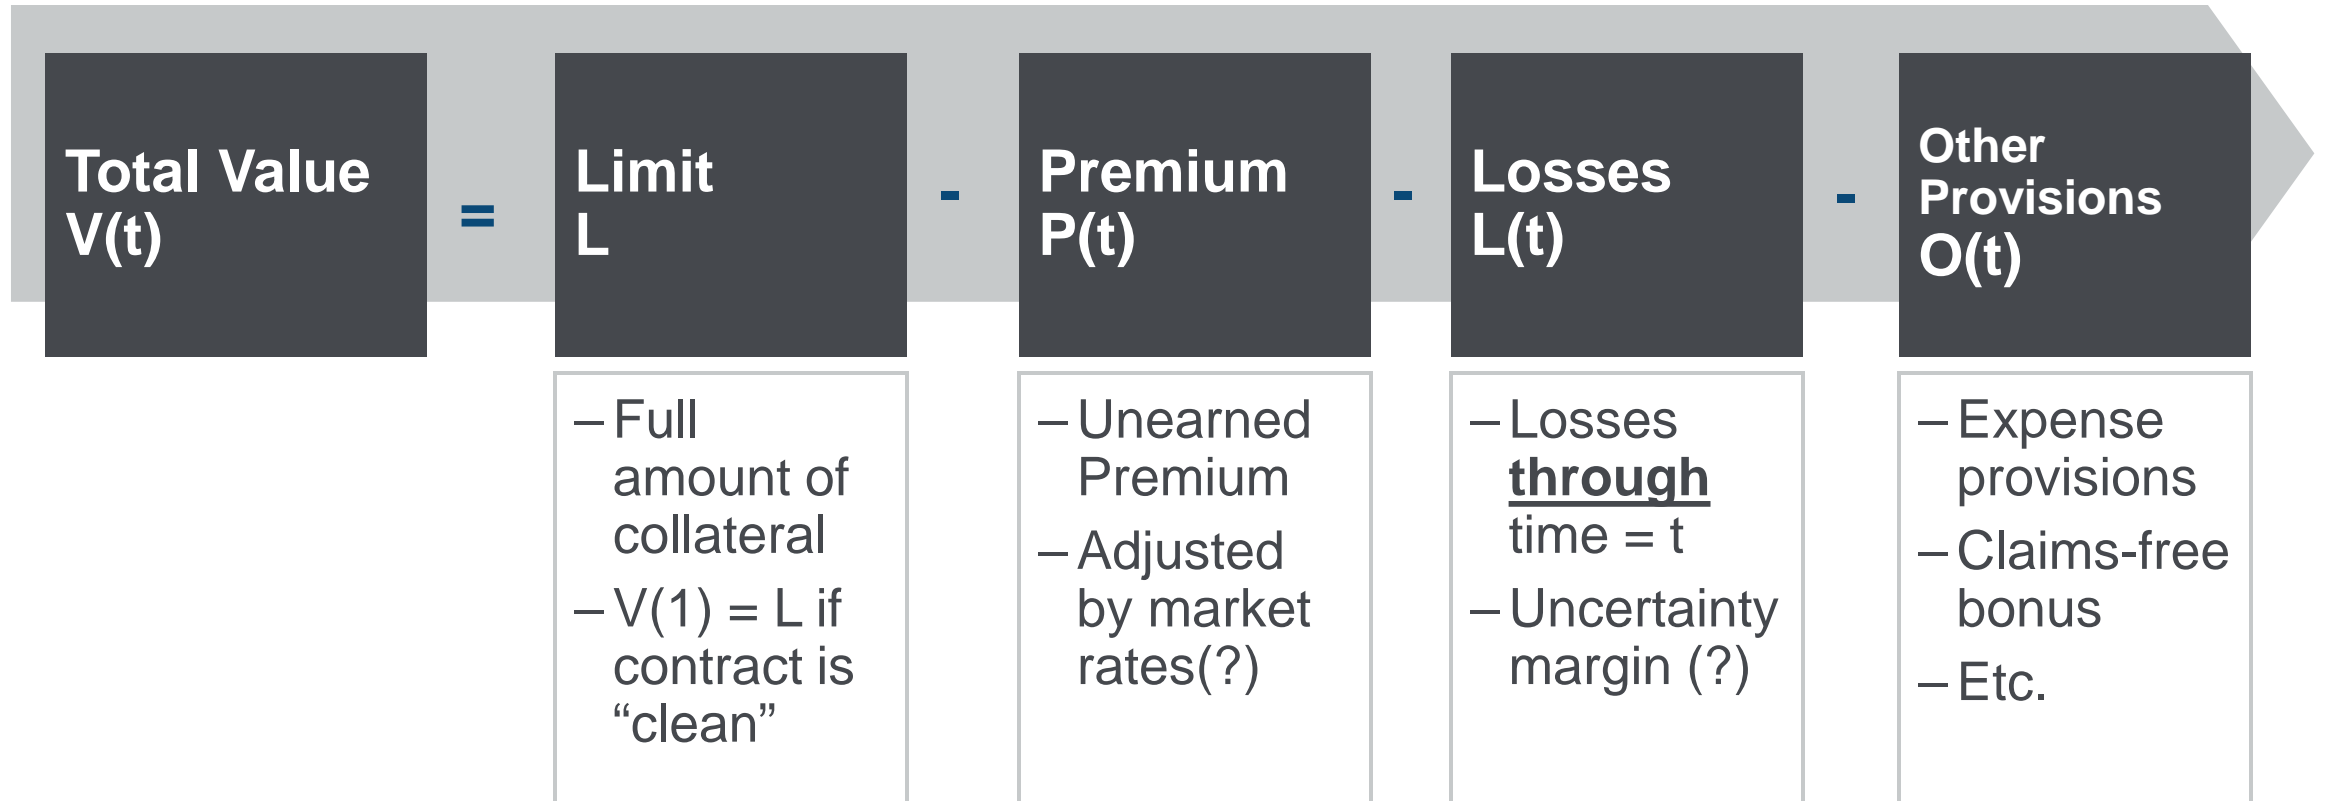 Total Value
V(t)
=
Limit
L
-
Premium
P(t)
-
Losses
L(t)
-
Other
Provisions
O(t)
– Full
amount of
collateral
– V(1) = L if
contract is
“clean”
– Unearned
Premium
– Adjusted
by market
rates(?)
– Losses
through
time = t
– Uncertainty
margin (?)
– Expense
provisions
– Claims-free
bonus
– Etc.